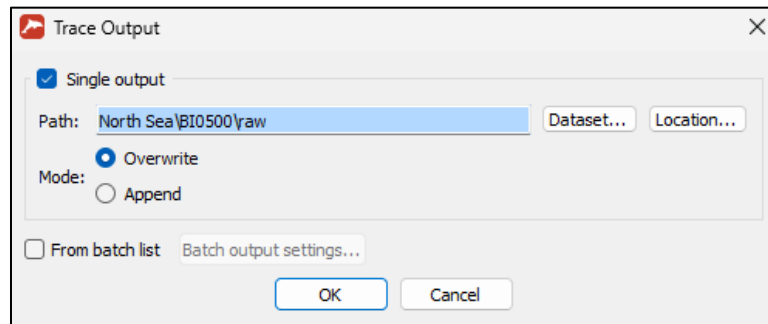 Trace Output
Single output
Path: North Sea\BI0500\raw Dataset... Location...
Overwrite
Mode:
Append
From batch list Batch output settings...
OK Cancel